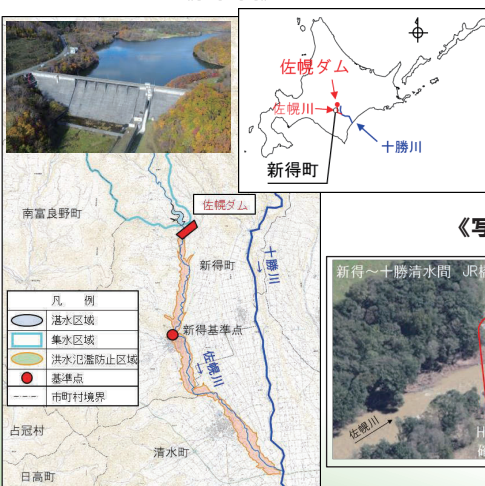 佐幌ダム
佐幌川
十勝川
新得町
南富良野町
佐幌ダム
新得町
十勝川
凡 例
湛水区域
集水区域
洪水氾濫防止区域
基準点
市町村境界
新得基準点
佐幌川
占冠村
清水町
日高町
《写
新得～十勝清水間 JR橋
佐幌川
H